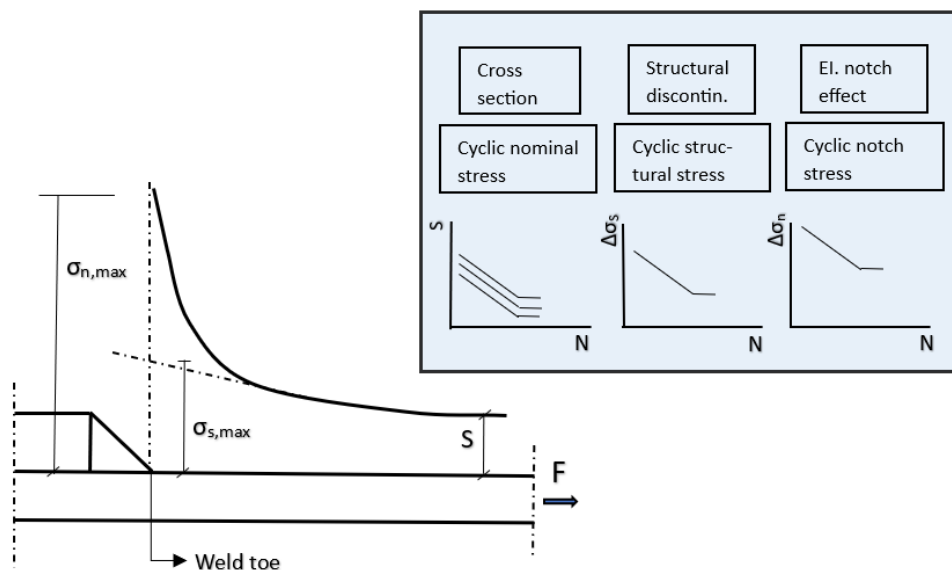 Cross
section
Structural
discontin.
El. notch
effect
Cyclic nominal
stress
Cyclic struc-
tural stress
Cyclic notch
stress
S
N
Δσs
N
Δσn
N
σn,max
σs,max
S
F
Weld toe